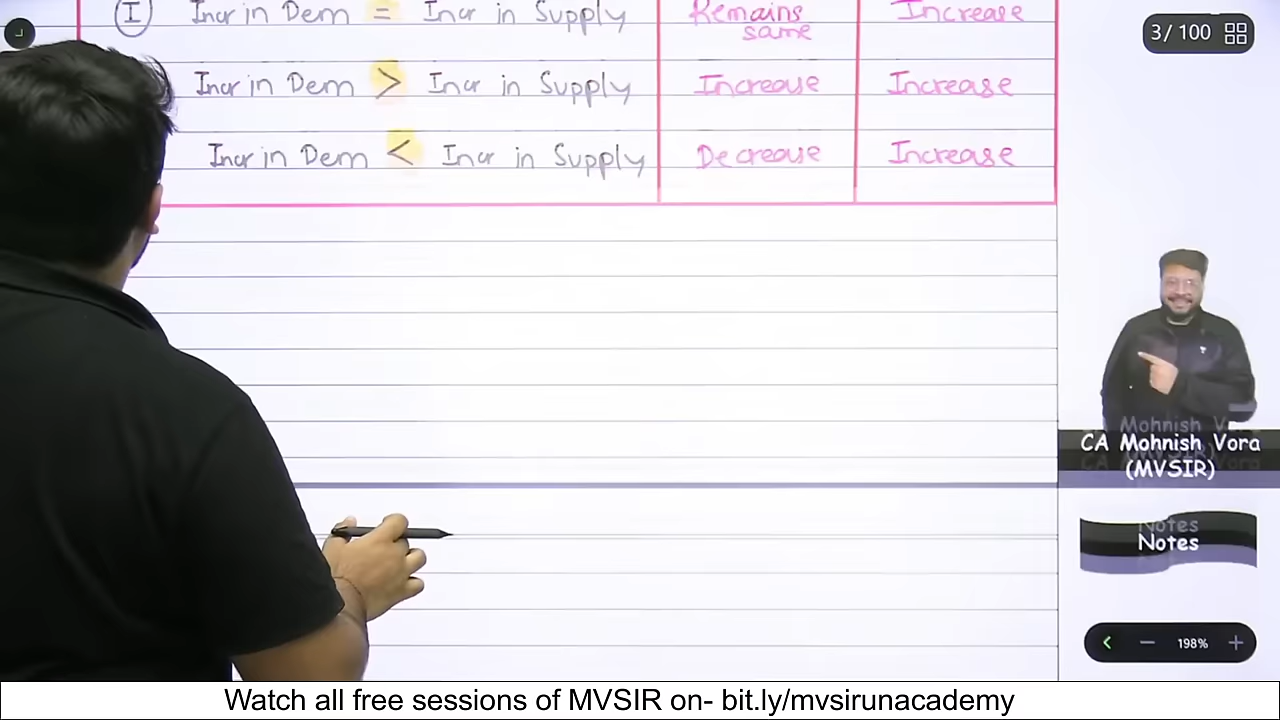 I Incr in Dem = Incr in Supply Remains same Increase
Incr in Dem > Incr in Supply Increase Increase
Incr in Dem < Incr in Supply Decrease Increase
3 / 100
CA Mohnish Vora
(MVSIR)
Notes
Notes
198%
Watch all free sessions of MVSIR on- bit.ly/mvsirunacademy